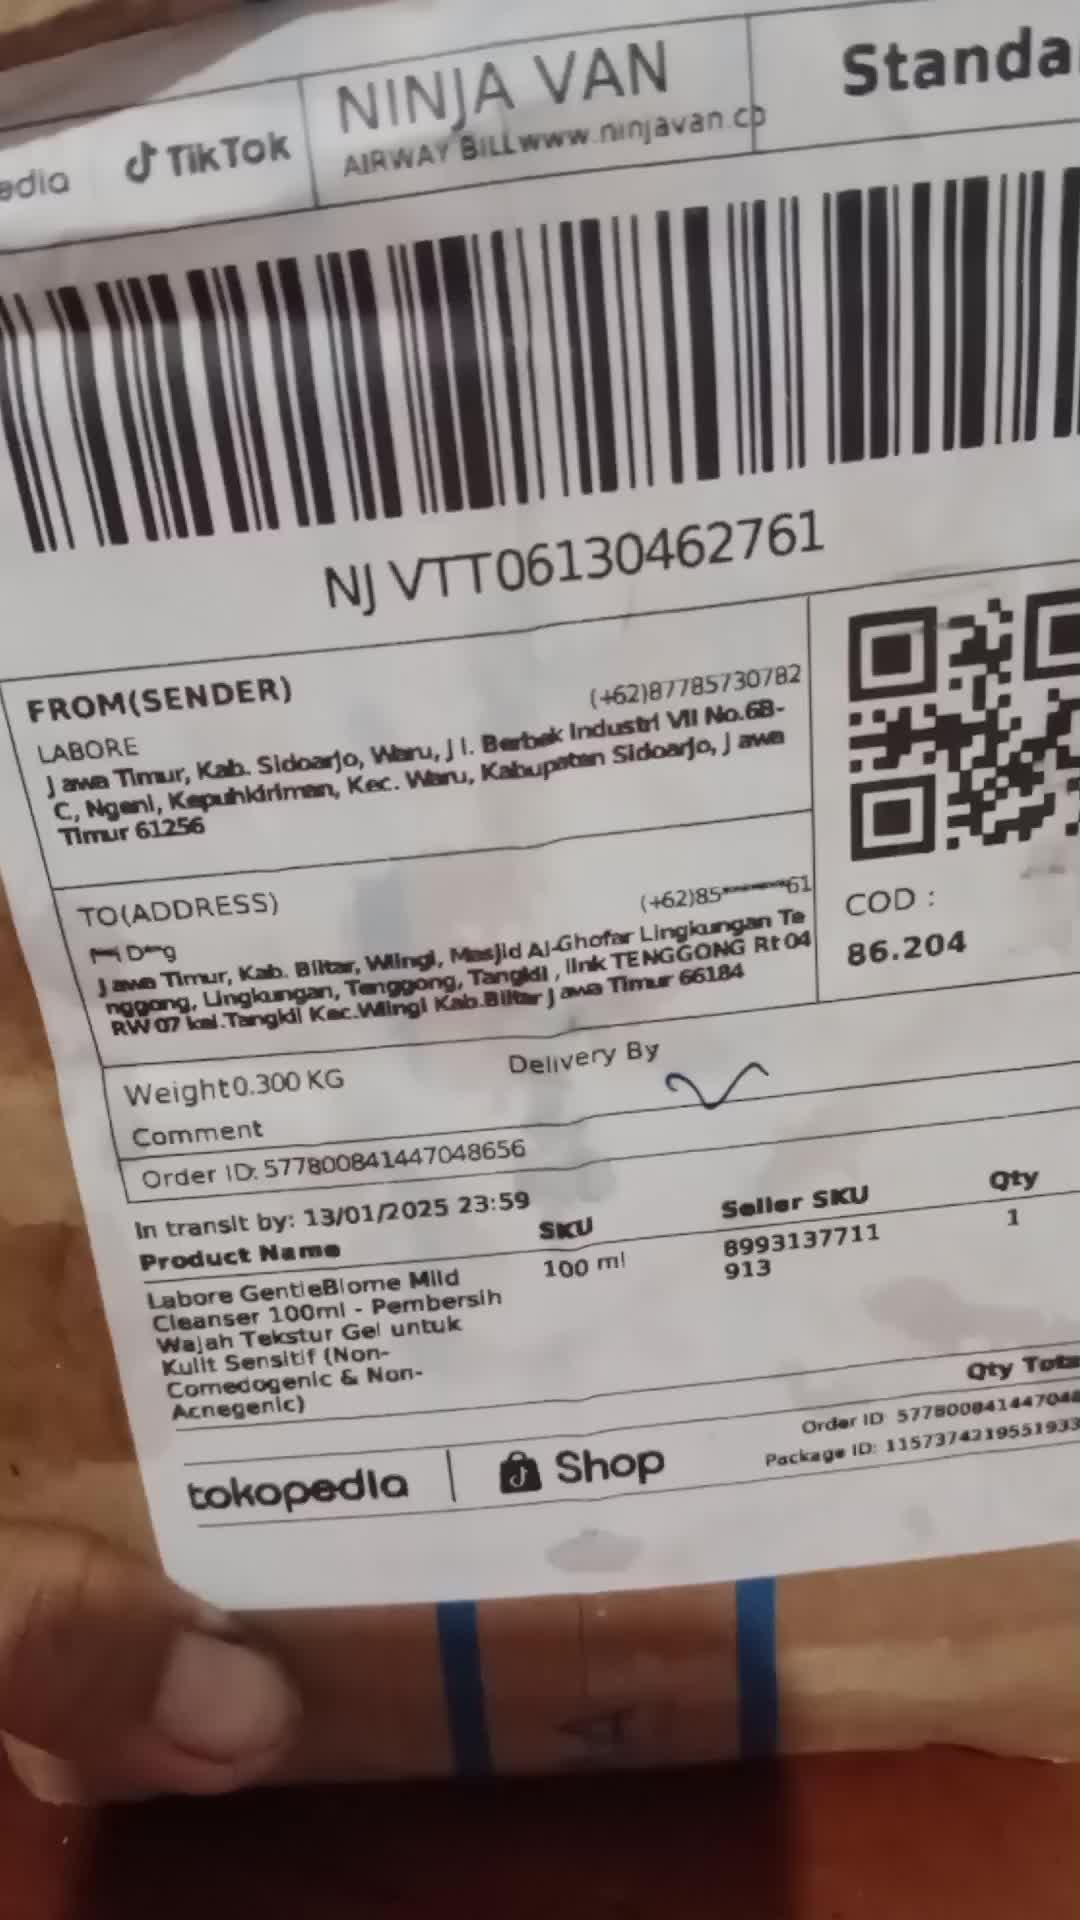 edia TikTok
NINJA VAN
AIRWAY BILLwww.ninjavan.co
Standa
NJVTT06130462761
FROM(SENDER)
(+62)87785730782
LABORE
Jawa Timur, Kab. Sidoarjo, Waru, Jl. Berbek Industri VII No.6B-
C, Ngeni, Kepuhkiriman, Kec. Waru, Kabupaten Sidoarjo, Jawa
Timur 61256
TO(ADDRESS)
(+62)85*******61
D**g
Jawa Timur, Kab. Blitar, Wlingi, Masjid Al-Ghofar Lingkungan Te
nggong, Lingkungan, Tenggong, Tangkil , link TENGGONG Rt 04
RW 07 kel.Tangkil Kec.Wlingi Kab.Blitar Jawa Timur 66184
COD :
86.204
Weight0.300 KG
Delivery By
Comment
Order ID: 577800841447048656
In transit by: 13/01/2025 23:59
Product Name SKU Seller SKU Qty
Labore GentleBiome Mild 100 ml 8993137711 1
Cleanser 100ml - Pembersih 913
Wajah Tekstur Gel untuk
Kulit Sensitif (Non-
Comedogenic & Non-
Acnegenic)
Qty Tota
Order ID: 577800841447048
Package ID: 1157374219551933
tokopedia Shop